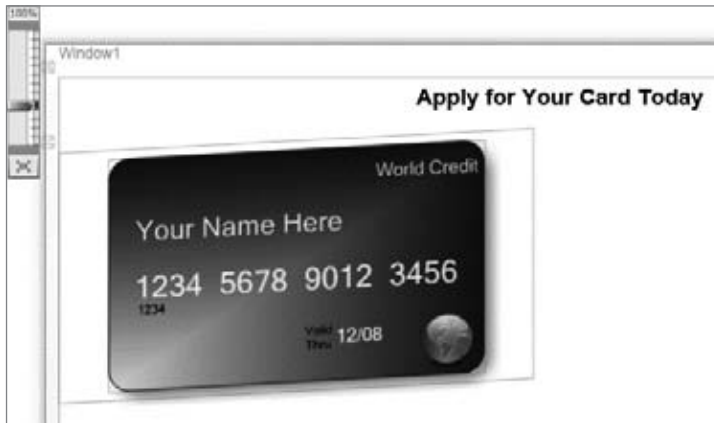 100%
Window1
Apply for Your Card Today
World Credit
Your Name Here
1234 5678 9012 3456
1234
Valid
Thru 12/08